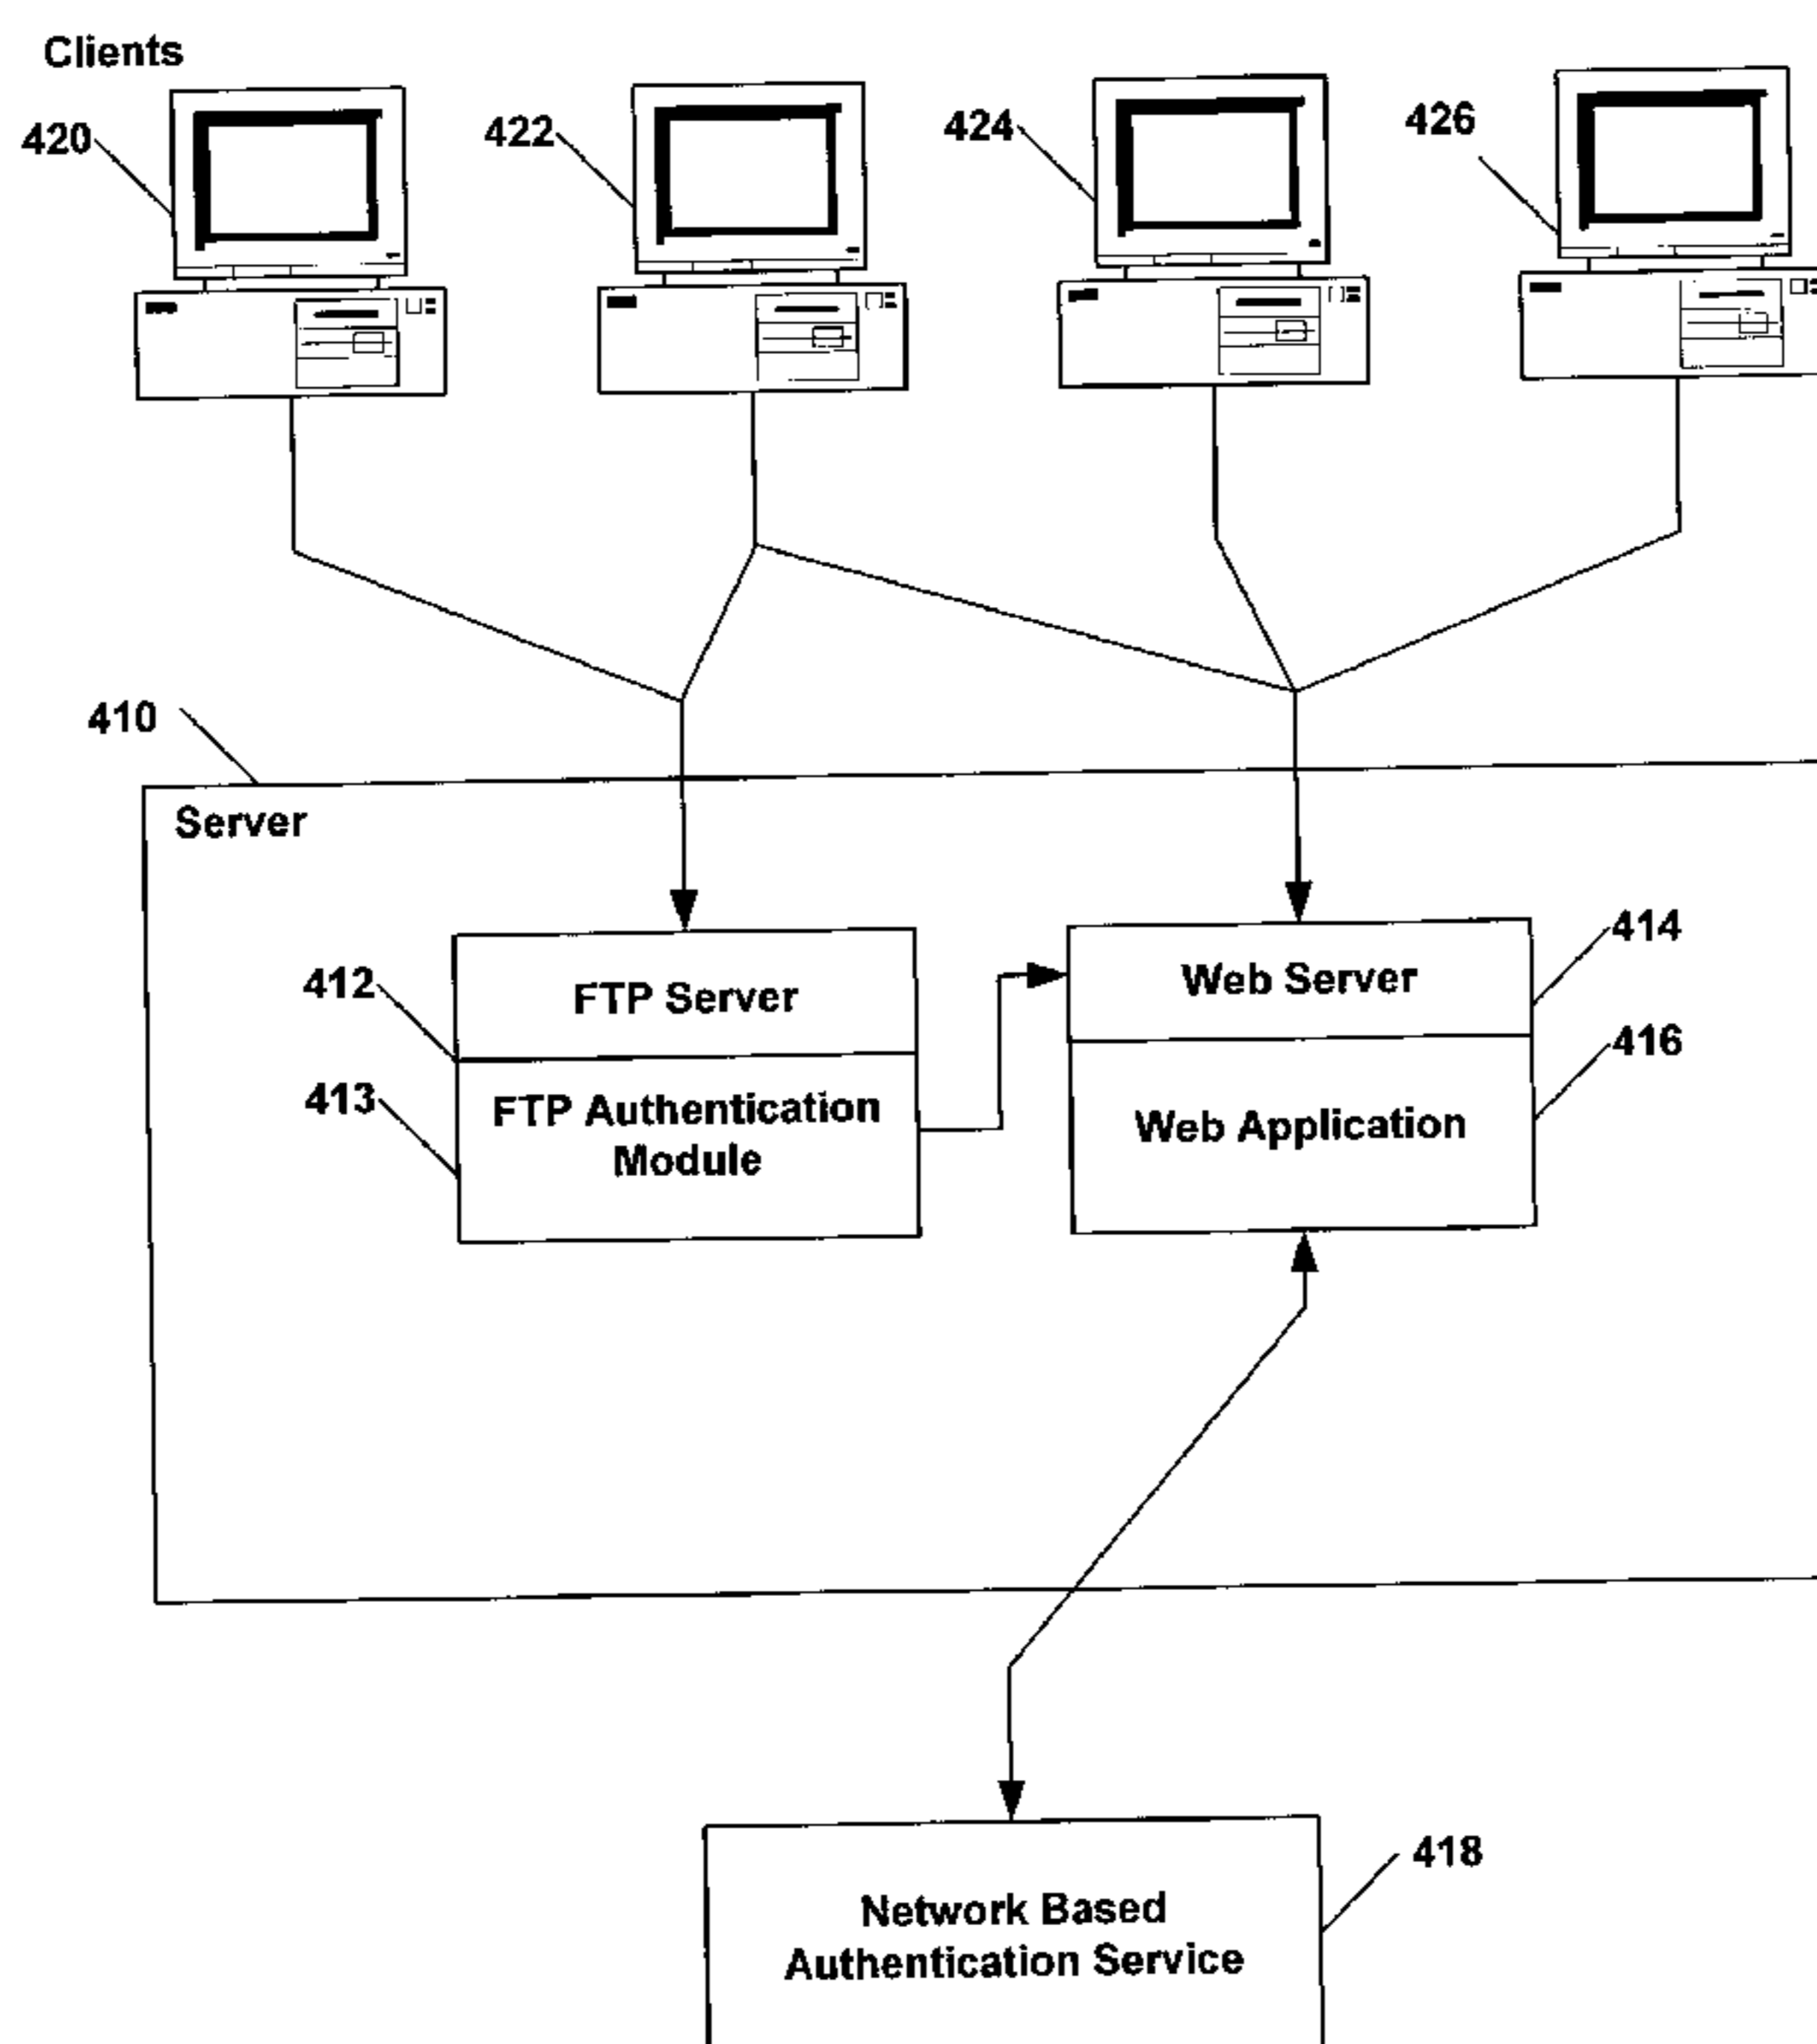 Clients
420
422
424
426
410
Server
412
FTP Server
413
FTP Authentication
Module
Web Server
414
Web Application
416
418
Network Based
Authentication Service